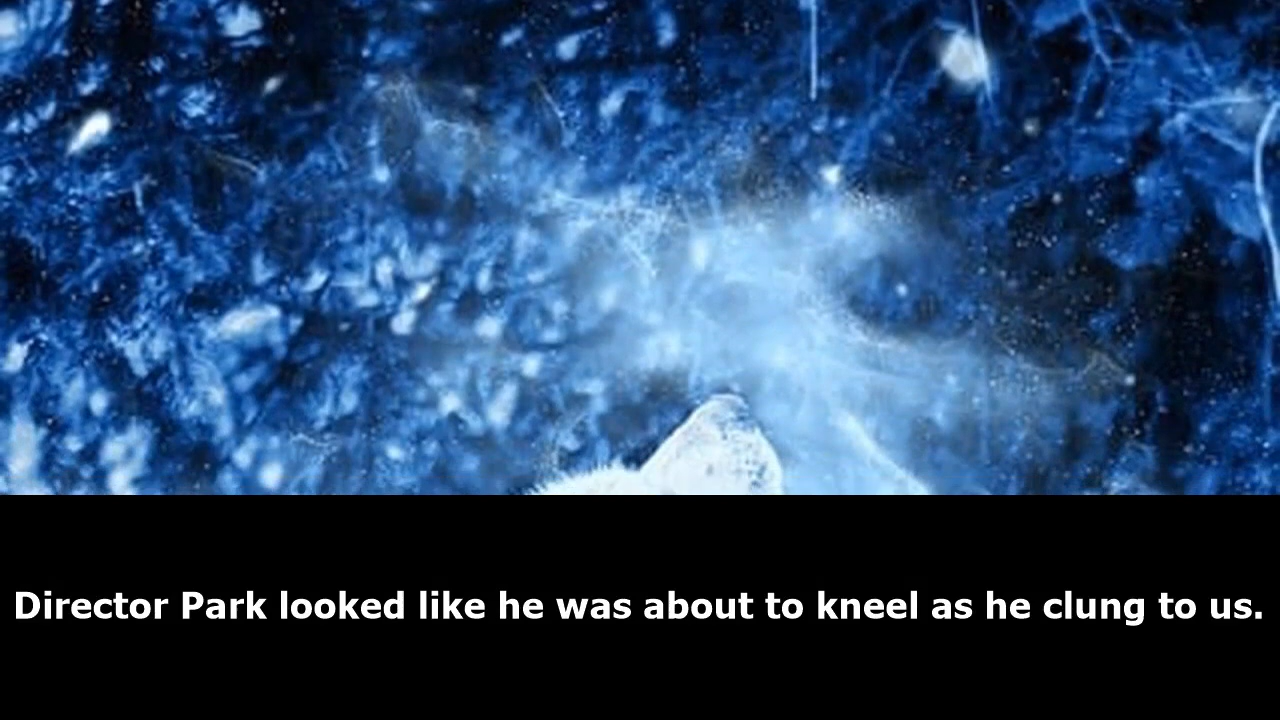 Director Park looked like he was about to kneel as he clung to us.